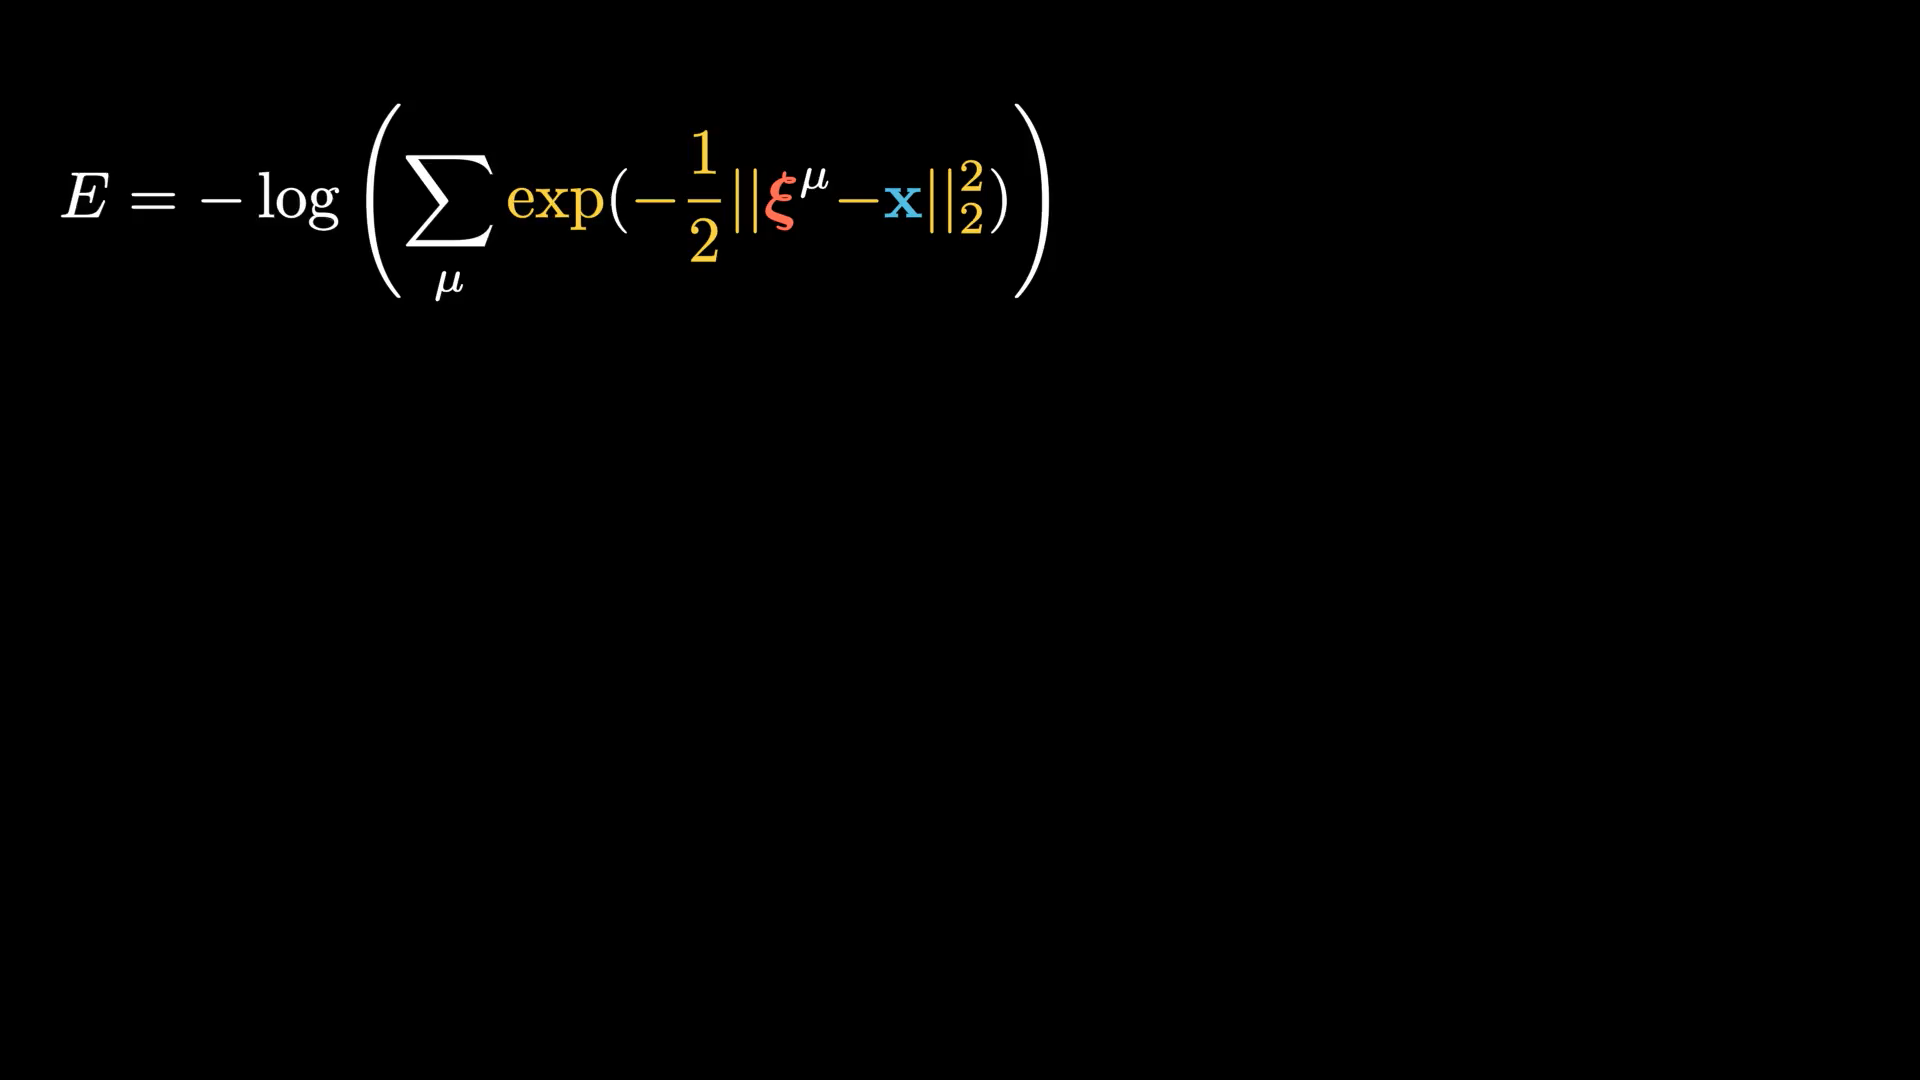 E = − log ( ∑_μ exp(−1/2||ξ^μ−x||_2^2) )